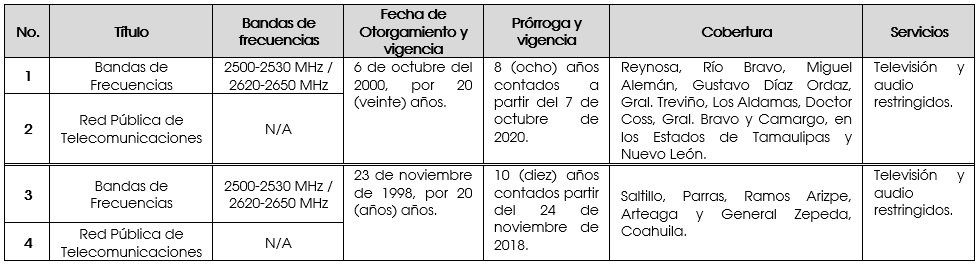 No.
Título
Bandas de
frecuencias
Fecha de
Otorgamiento y
vigencia
Prórroga y
vigencia
Cobertura
Servicios
1
Bandas de
Frecuencias
2500-2530 MHz /
2620-2650 MHz
6 de octubre del
2000, por 20
(veinte) años.
8 (ocho) años
contados a
partir del 7 de
octubre de
2020.
Reynosa, Río Bravo, Miguel
Alemán, Gustavo Díaz Ordaz,
Gral. Treviño, Los Aldamas, Doctor
Coss, Gral. Bravo y Camargo, en
los Estados de Tamaulipas y
Nuevo León.
Televisión y
audio
restringidos.
2
Red Pública de
Telecomunicaciones
N/A
3
Bandas de
Frecuencias
2500-2530 MHz /
2620-2650 MHz
23 de noviembre
de 1998, por 20
(años) años.
10 (diez) años
contados partir
del 24 de
noviembre de
2018.
Saltillo, Parras, Ramos Arizpe,
Arteaga y General Zepeda,
Coahuila.
Televisión y
audio
restringidos.
4
Red Pública de
Telecomunicaciones
N/A